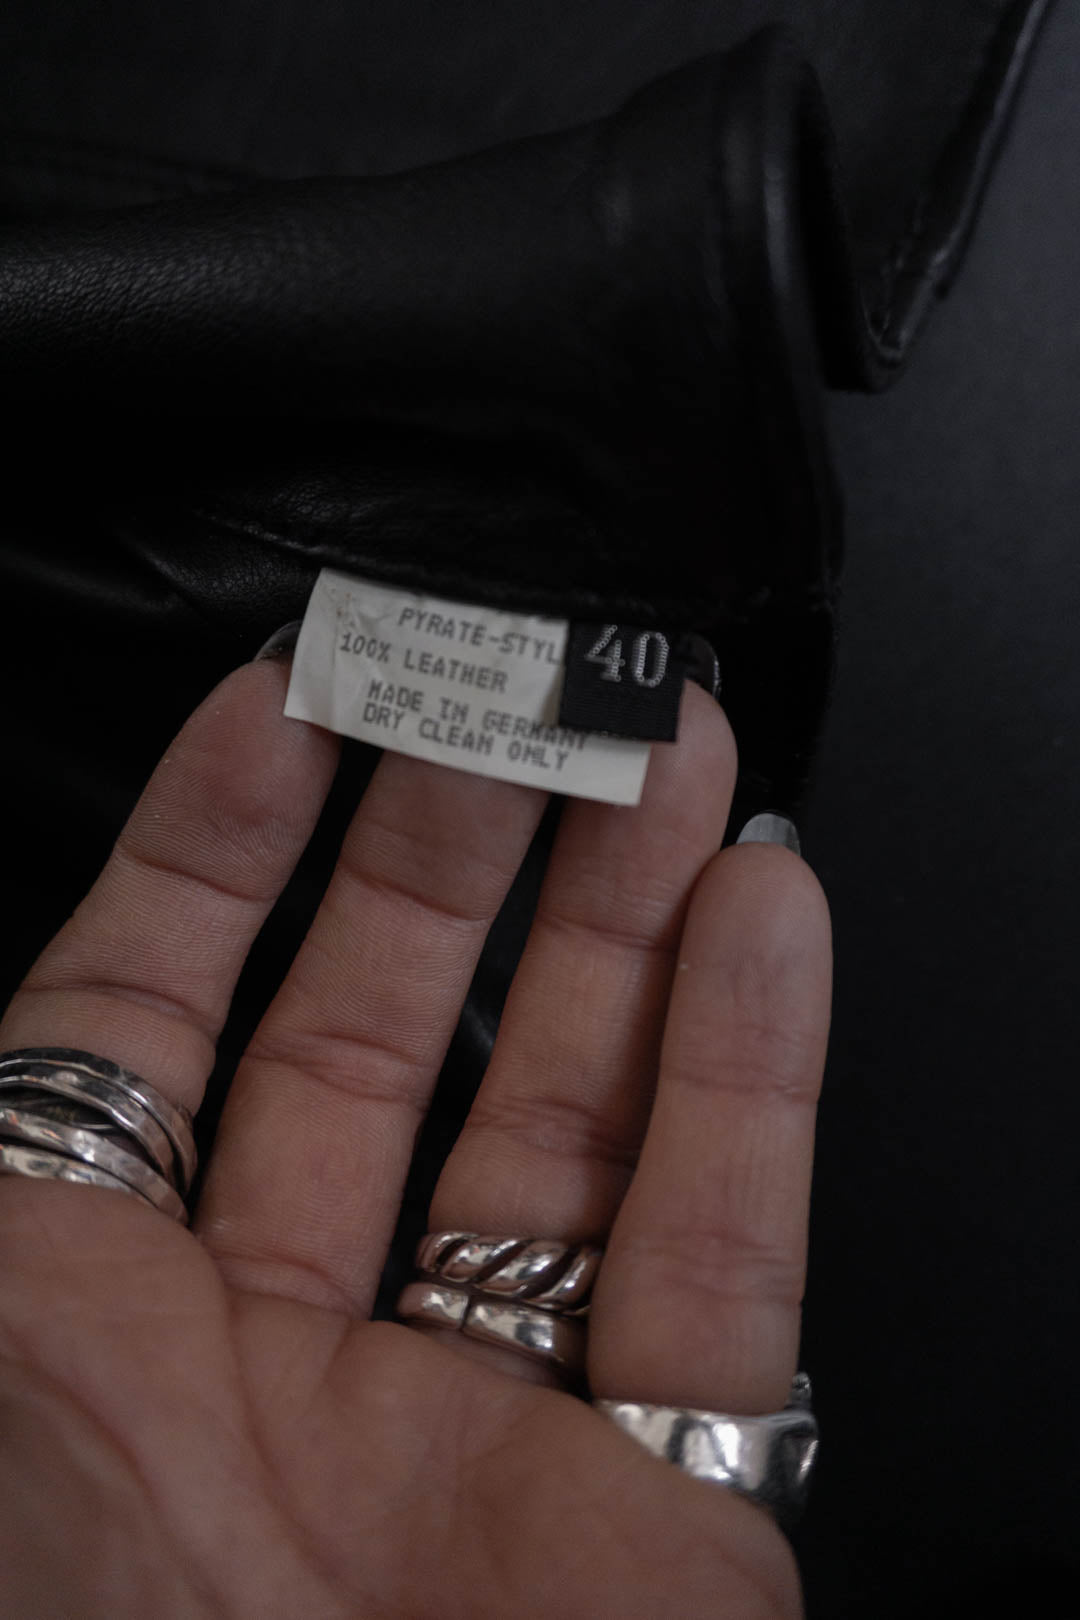 PYRATE-STYL
40
100% LEATHER
MADE IN GERMANY
DRY CLEAN ONLY